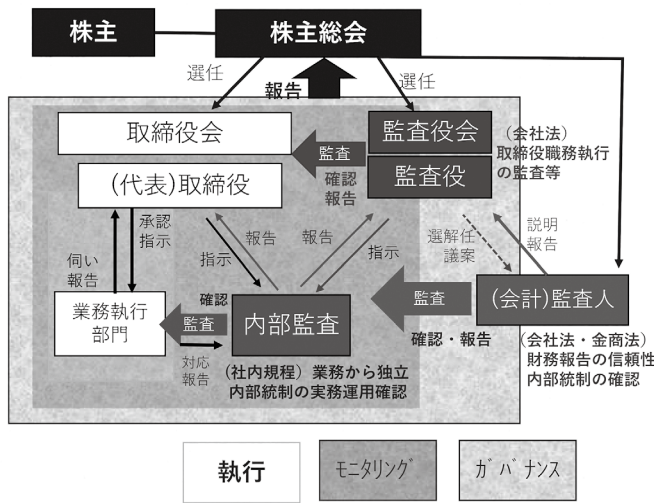 株主
株主総会
選任
報告
選任
取締役会
監査
監査役会
(会社法)
取締役職務執行
の監査等
(代表)取締役
確認
報告
監査役
承認
指示
伺い
報告
指示
報告
報告
指示
選解任
議案
説明
報告
業務執行
部門
確認
監査
内部監査
監査
(会計)監査人
対応
報告
確認・報告
(社内規程) 業務から独立
内部統制の実務運用確認
(会社法・金商法)
財務報告の信頼性
内部統制の確認
執行
ﾓﾆﾀﾘﾝｸﾞ
ｶﾞﾊﾞﾅﾝｽ